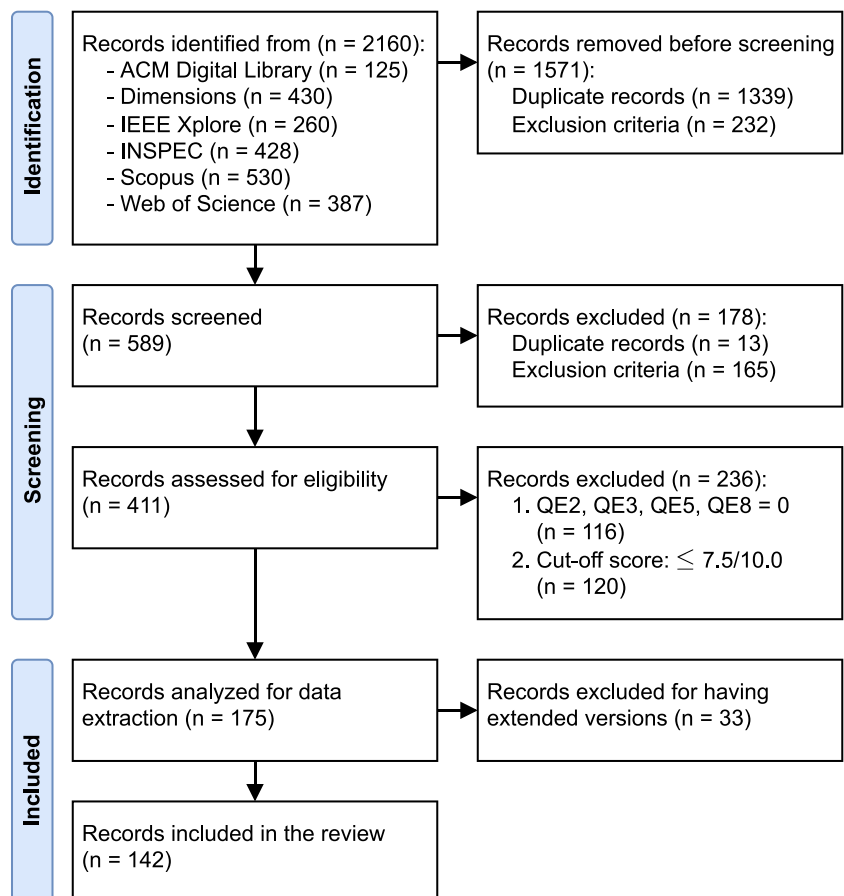 Identification
Records identified from (n = 2160):
- ACM Digital Library (n = 125)
- Dimensions (n = 430)
- IEEE Xplore (n = 260)
- INSPEC (n = 428)
- Scopus (n = 530)
- Web of Science (n = 387)
Records removed before screening
(n = 1571):
Duplicate records (n = 1339)
Exclusion criteria (n = 232)
Screening
Records screened
(n = 589)
Records excluded (n = 178):
Duplicate records (n = 13)
Exclusion criteria (n = 165)
Records assessed for eligibility
(n = 411)
Records excluded (n = 236):
1. QE2, QE3, QE5, QE8 = 0
(n = 116)
2. Cut-off score: ≤ 7.5/10.0
(n = 120)
Included
Records analyzed for data
extraction (n = 175)
Records excluded for having
extended versions (n = 33)
Records included in the review
(n = 142)